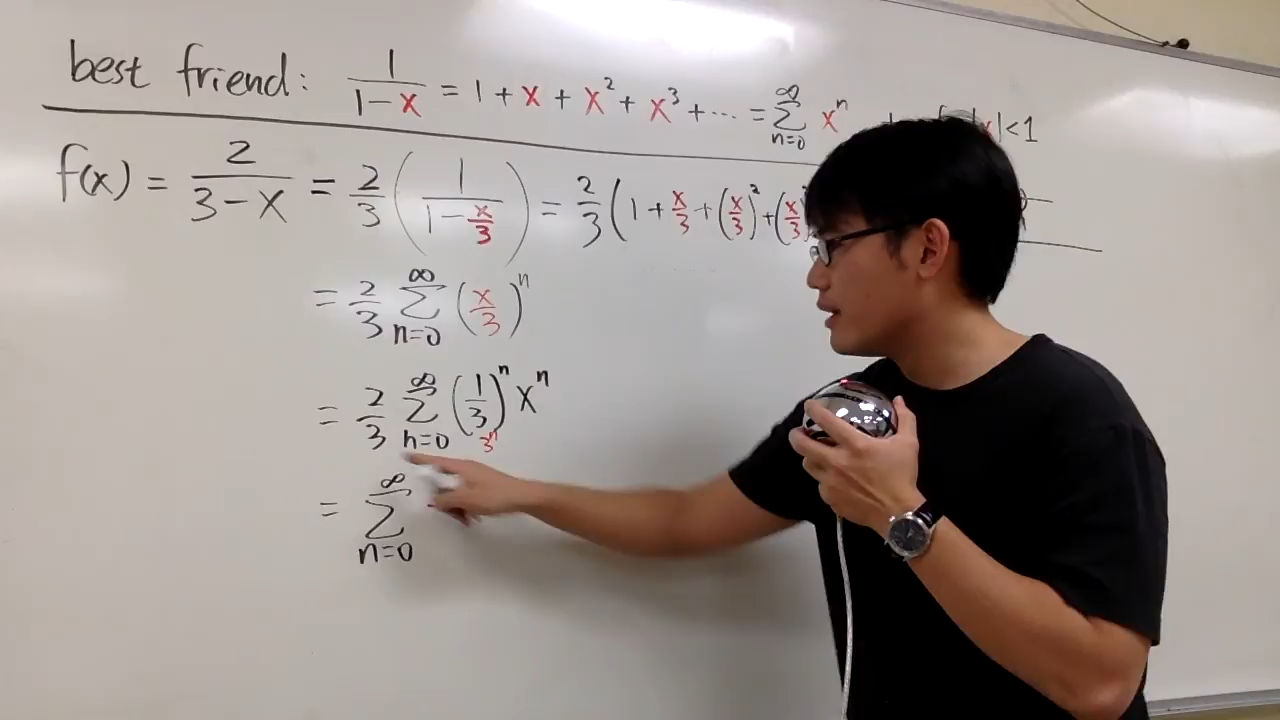 best friend: 1/(1-x) = 1 + x + x² + x³ + ... = ∑_{n=0}^{∞} xⁿ |x|<1
f(x) = 2/(3-x) = 2/3 (1/(1-x/3)) = 2/3 (1 + x/3 + (x/3)² + (x/3)
= 2/3 ∑_{n=0}^{∞} (x/3)ⁿ
= 2/3 ∑_{n=0}^{∞} (1/3)ⁿ xⁿ
3ⁿ
= ∑_{n=0}^{∞}